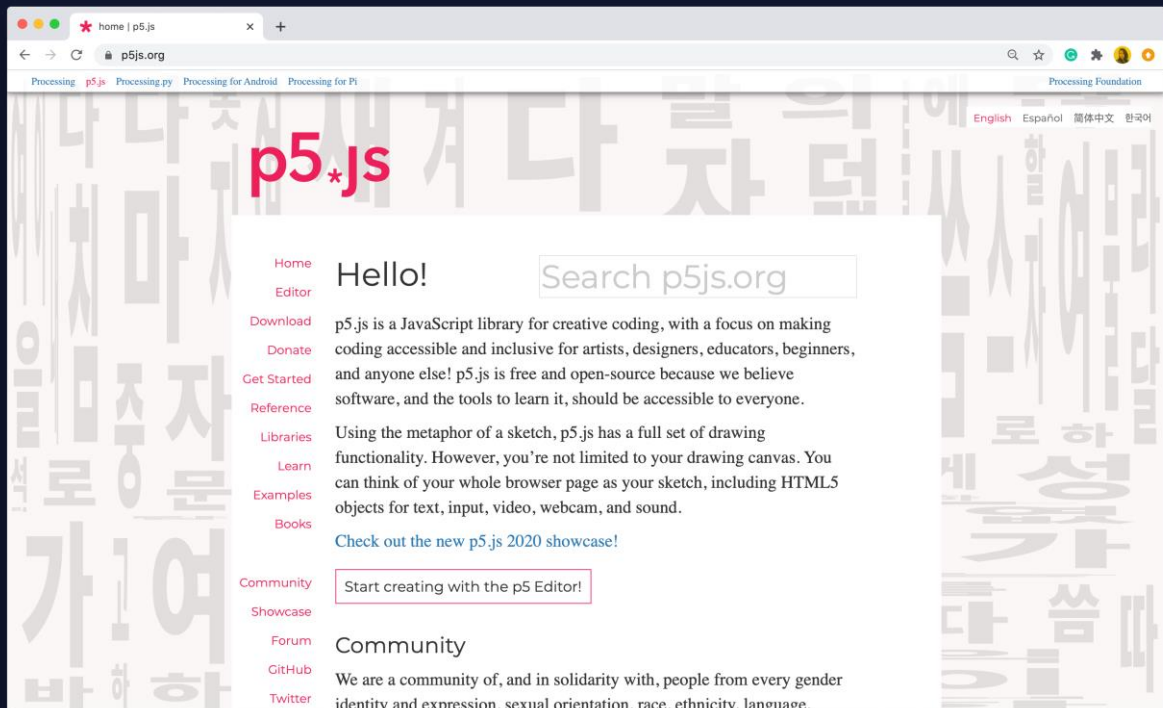 home | p5.js
p5js.org
Processing p5.js Processing.py Processing for Android Processing for Pi Processing Foundation
English Español 简体中文 한국어
p5*js
Home
Editor
Download
Donate
Get Started
Reference
Libraries
Learn
Examples
Books
Community
Showcase
Forum
GitHub
Twitter
Hello!
Search p5js.org
p5.js is a JavaScript library for creative coding, with a focus on making
coding accessible and inclusive for artists, designers, educators, beginners,
and anyone else! p5.js is free and open-source because we believe
software, and the tools to learn it, should be accessible to everyone.
Using the metaphor of a sketch, p5.js has a full set of drawing
functionality. However, you're not limited to your drawing canvas. You
can think of your whole browser page as your sketch, including HTML5
objects for text, input, video, webcam, and sound.
Check out the new p5.js 2020 showcase!
Start creating with the p5 Editor!
Community
We are a community of, and in solidarity with, people from every gender
identity and expression, sexual orientation, race, ethnicity, language,